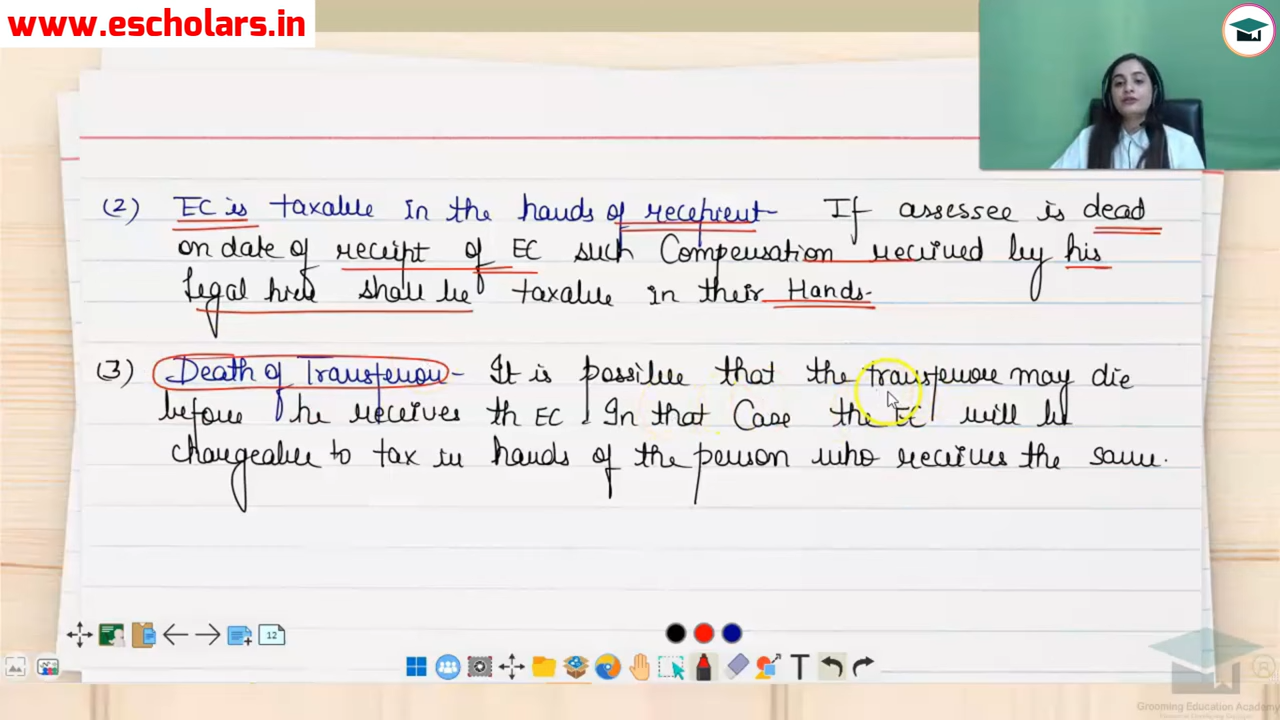 www.escholars.in
(2) EC is taxable in the hands of recepient- If assessee is dead
on date of receipt of EC such Compensation received by his
legal hire shall be taxable in their Hands-
(3) Death of Transferor- It is possible that the transferor may die
before he receives th EC. In that Case the EC will be
chargeable to tax in hands of the person who receives the same.
12
T
Grooming Education Academy